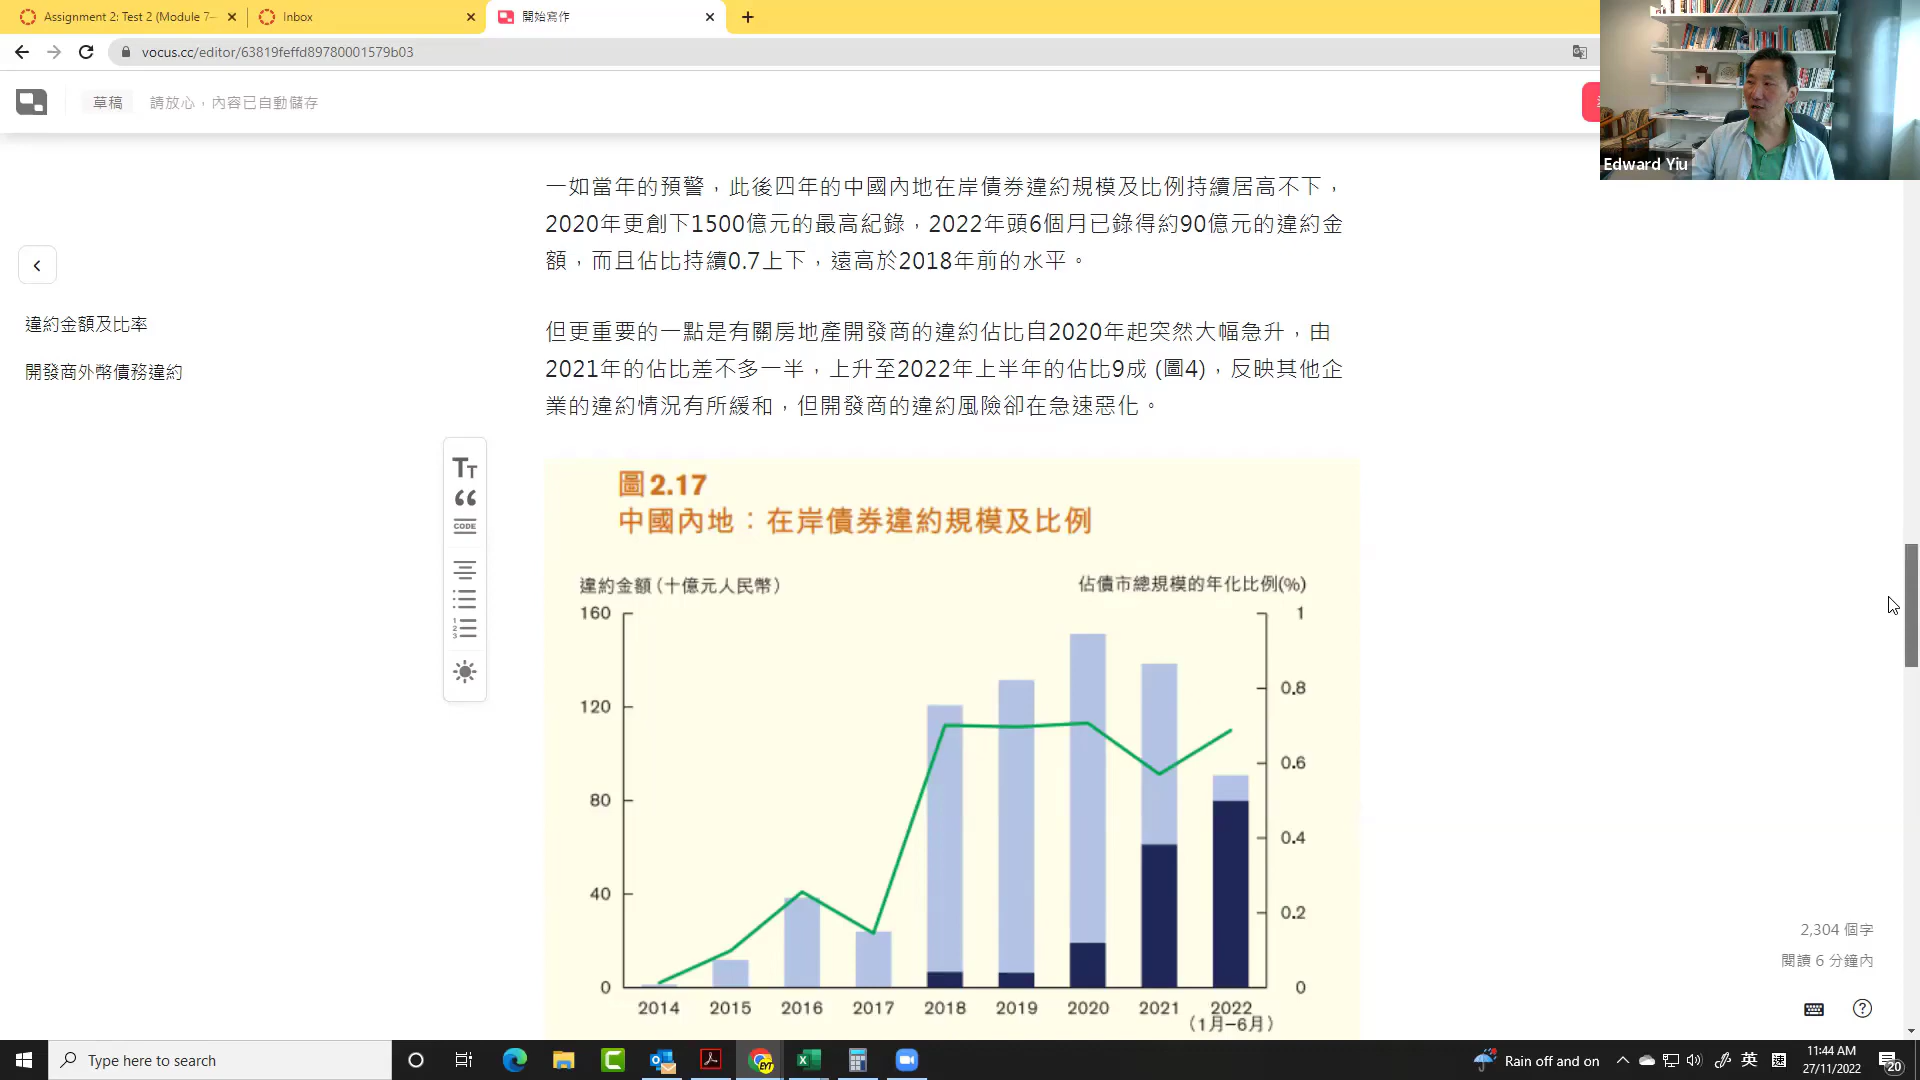 Assignment 2: Test 2 (Module 7–
Inbox
開始寫作
vocus.cc/editor/63819feffd89780001579b03
草稿
請放心，內容已自動儲存
Edward Yiu
一如當年的預警，此後四年的中國內地在岸債券違約規模及比例持續居高不下，
2020年更創下1500億元的最高紀錄，2022年頭6個月已錄得約90億元的違約金
額，而且佔比持續0.7上下，遠高於2018年前的水平。
違約金額及比率
但更重要的一點是有關房地產開發商的違約佔比自2020年起突然大幅急升，由
2021年的佔比差不多一半，上升至2022年上半年的佔比9成 (圖4)，反映其他企
業的違約情況有所緩和，但開發商的違約風險卻在急速惡化。
開發商外幣債務違約
TT
CODE
圖2.17
中國內地：在岸債券違約規模及比例
違約金額（十億元人民幣）
佔債市總規模的年化比例(%)
160
120
80
40
0
1
0.8
0.6
0.4
0.2
0
2014 2015 2016 2017 2018 2019 2020 2021 2022
（1月–6月）
2,304 個字
閱讀 6 分鐘內
Type here to search
Rain off and on
英
11:44 AM
27/11/2022
20